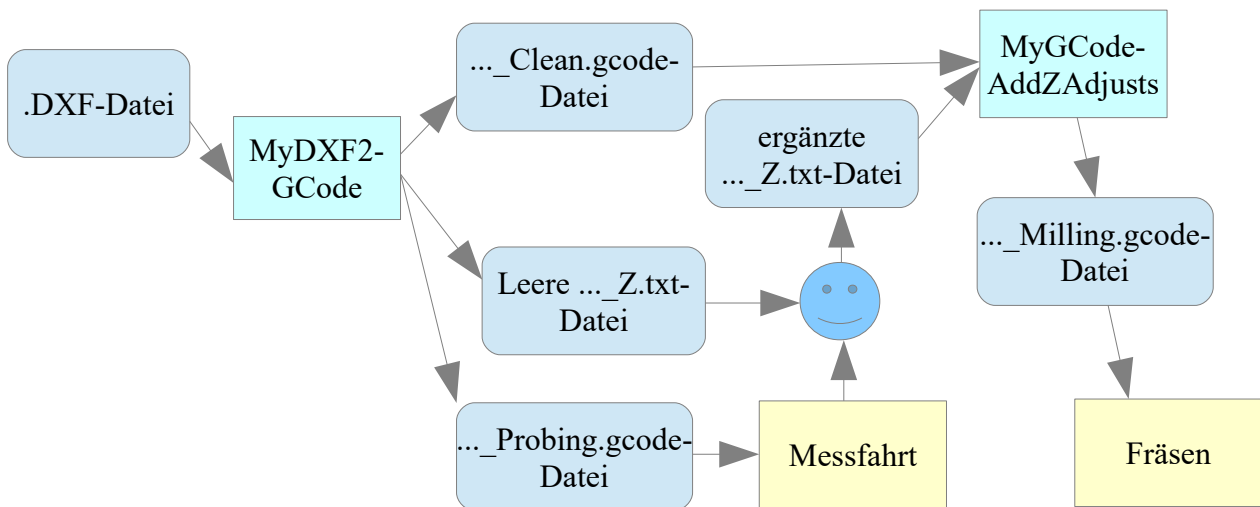 .DXF-Datei
MyDXF2-
GCode
..._Clean.gcode-
Datei
Leere ..._Z.txt-
Datei
..._Probing.gcode-
Datei
ergänzte
..._Z.txt-Datei
Messfahrt
MyGCode-
AddZAdjusts
..._Milling.gcode-
Datei
Fräsen